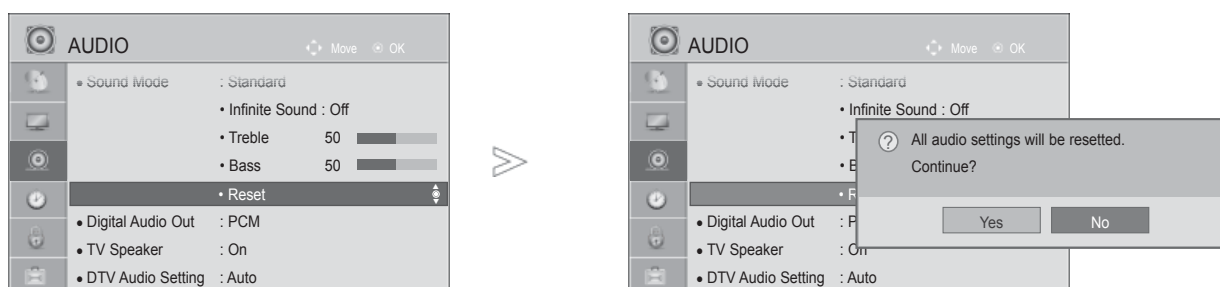 AUDIO
Move OK
• Sound Mode : Standard
• Infinite Sound : Off
• Treble 50
• Bass 50
• Reset
• Digital Audio Out : PCM
• TV Speaker : On
• DTV Audio Setting : Auto
AUDIO
Move OK
• Sound Mode : Standard
• Infinite Sound : Off
All audio settings will be resetted.
Continue?
Yes No
• Digital Audio Out
• TV Speaker : On
• DTV Audio Setting : Auto